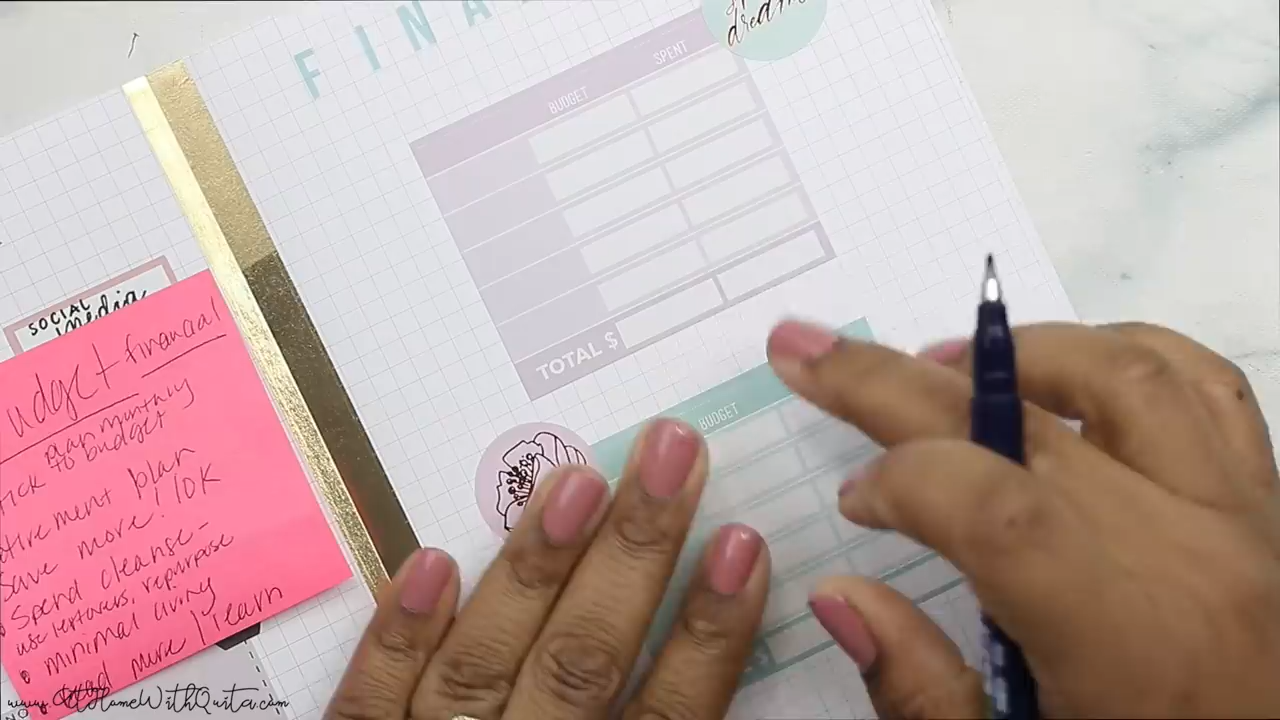 FINA
dream
BUDGET SPENT
TOTAL $
BUDGET
SOCIAL
media
udget + financial
plan monthly
to budget
plan
save more! 10K
Spend cleanse -
use leftovers, repurpose
minimal living
more / learn
www.AtHomeWithQuita.com